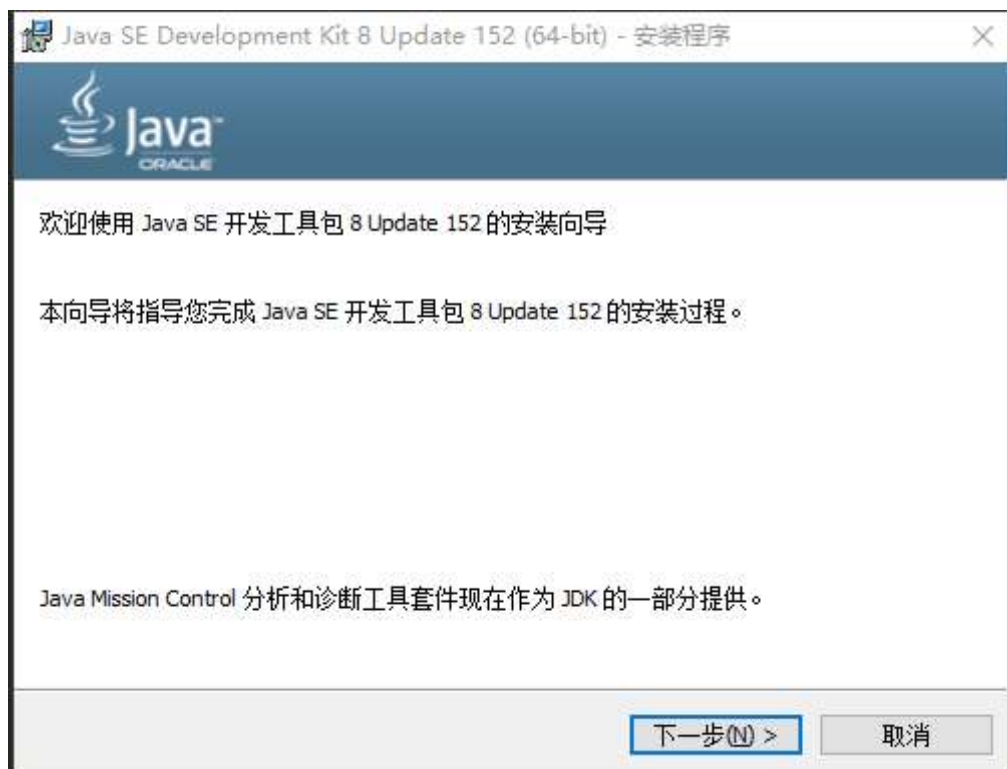 Java SE Development Kit 8 Update 152 (64-bit) - 安装程序
Java™
ORACLE
欢迎使用 Java SE 开发工具包 8 Update 152 的安装向导
本向导将指导您完成 Java SE 开发工具包 8 Update 152 的安装过程。
Java Mission Control 分析和诊断工具套件现在作为 JDK 的一部分提供。
下一步(N) >
取消